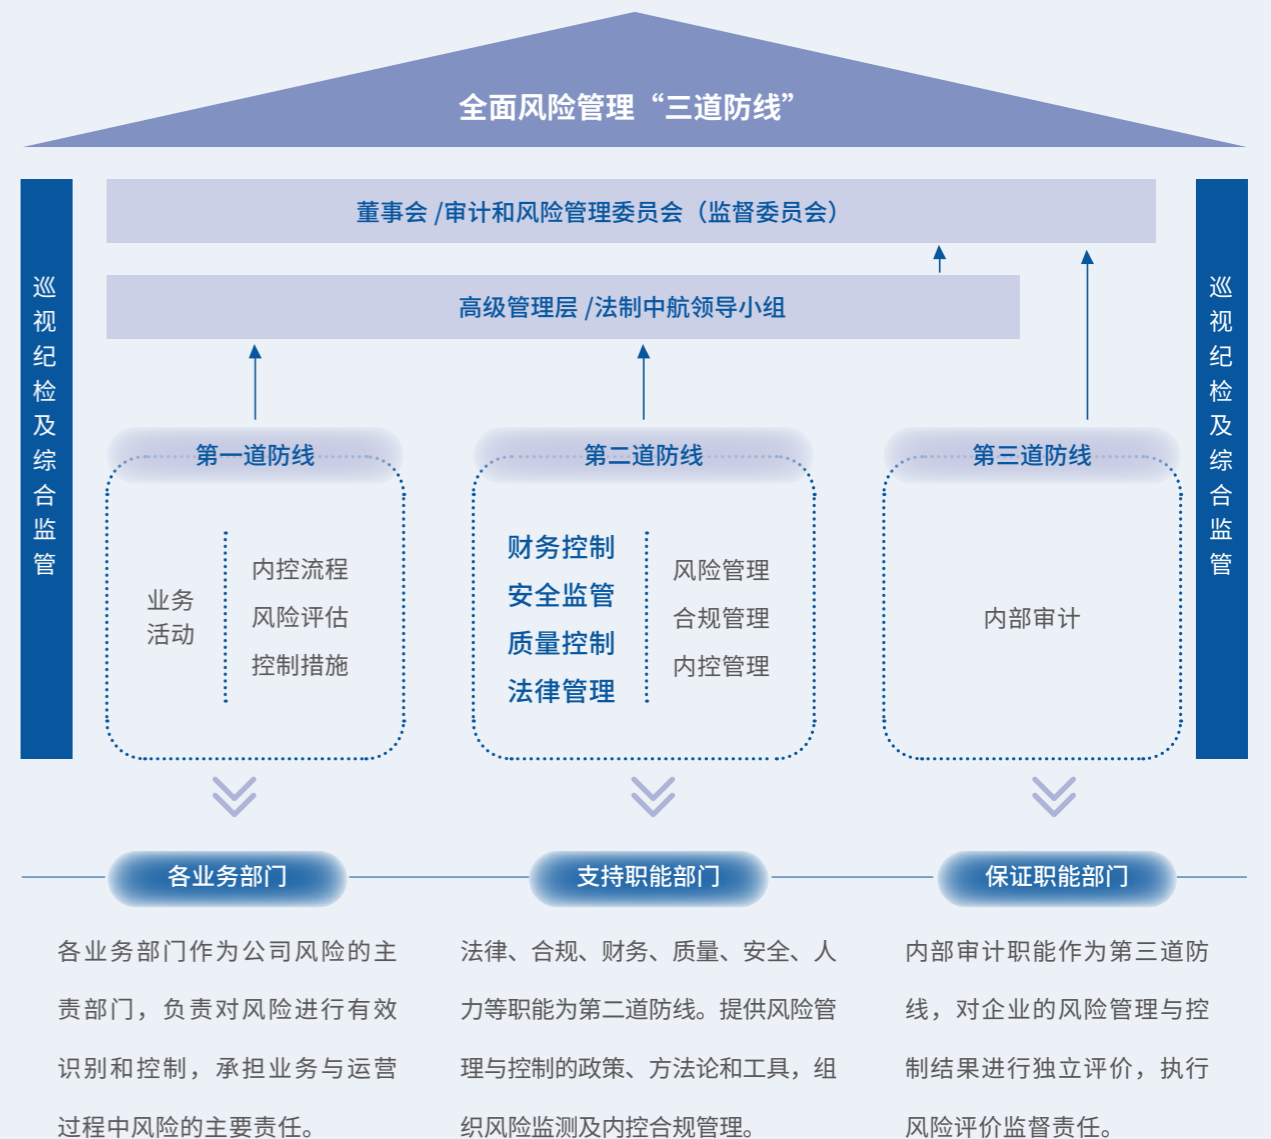 全面风险管理“三道防线”
董事会 /审计和风险管理委员会（监督委员会）
高级管理层 /法制中航领导小组
巡视纪检及综合监管
巡视纪检及综合监管
第一道防线
业务
活动
内控流程
风险评估
控制措施
第二道防线
财务控制
安全监管
质量控制
法律管理
风险管理
合规管理
内控管理
第三道防线
内部审计
各业务部门
各业务部门作为公司风险的主
责部门，负责对风险进行有效
识别和控制，承担业务与运营
过程中风险的主要责任。
支持职能部门
法律、合规、财务、质量、安全、人
力等职能为第二道防线。提供风险管
理与控制的政策、方法论和工具，组
织风险监测及内控合规管理。
保证职能部门
内部审计职能作为第三道防
线，对企业的风险管理与控
制结果进行独立评价，执行
风险评价监督责任。